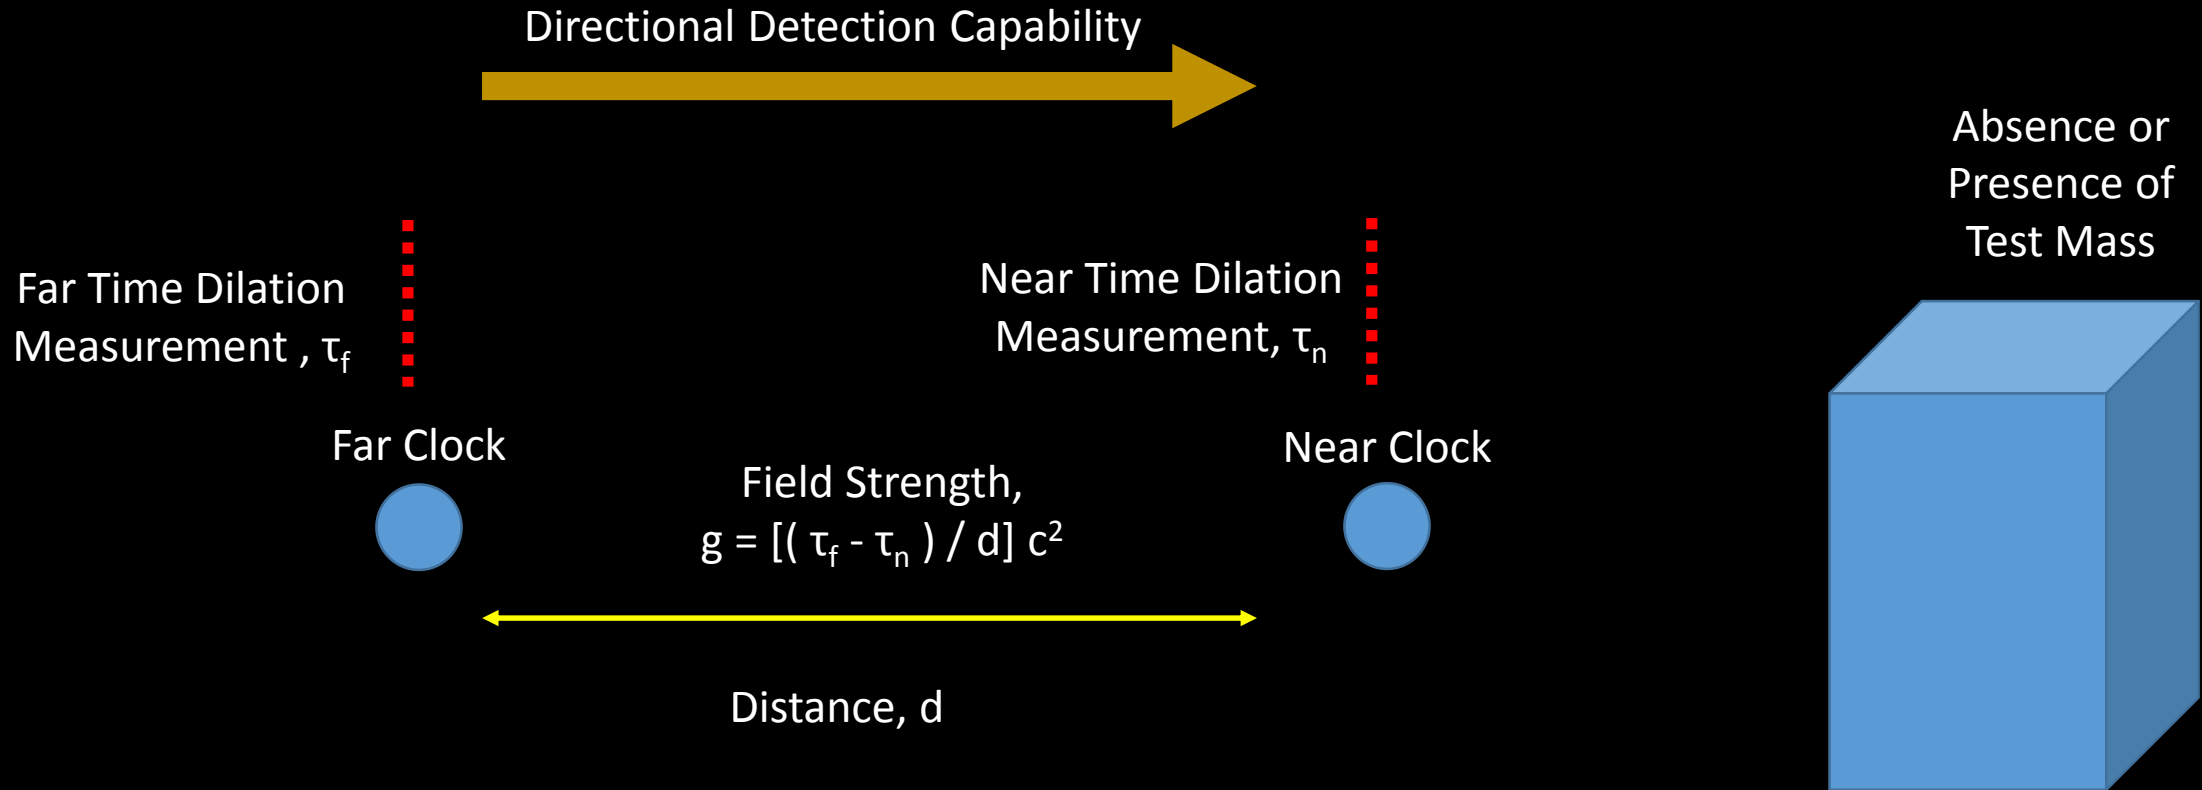 Directional Detection Capability
Absence or
Presence of
Test Mass
Far Time Dilation
Measurement , τf
Near Time Dilation
Measurement, τn
Far Clock
Near Clock
Field Strength,
g = [( τf - τn ) / d] c²
Distance, d